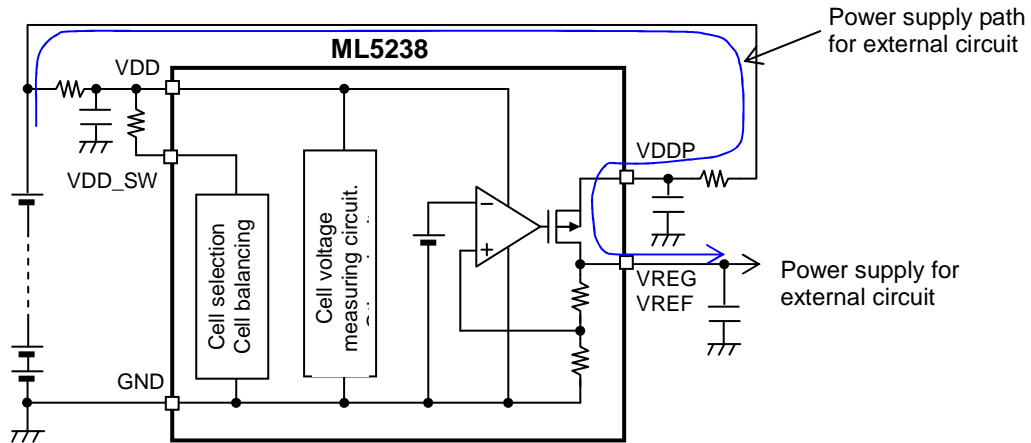 Power supply path
for external circuit
ML5238
VDD
VDDP
VDD_SW
Cell selection
Cell balancing
Cell voltage
measuring circuit.
−
+
VREG
VREF
Power supply for
external circuit
GND